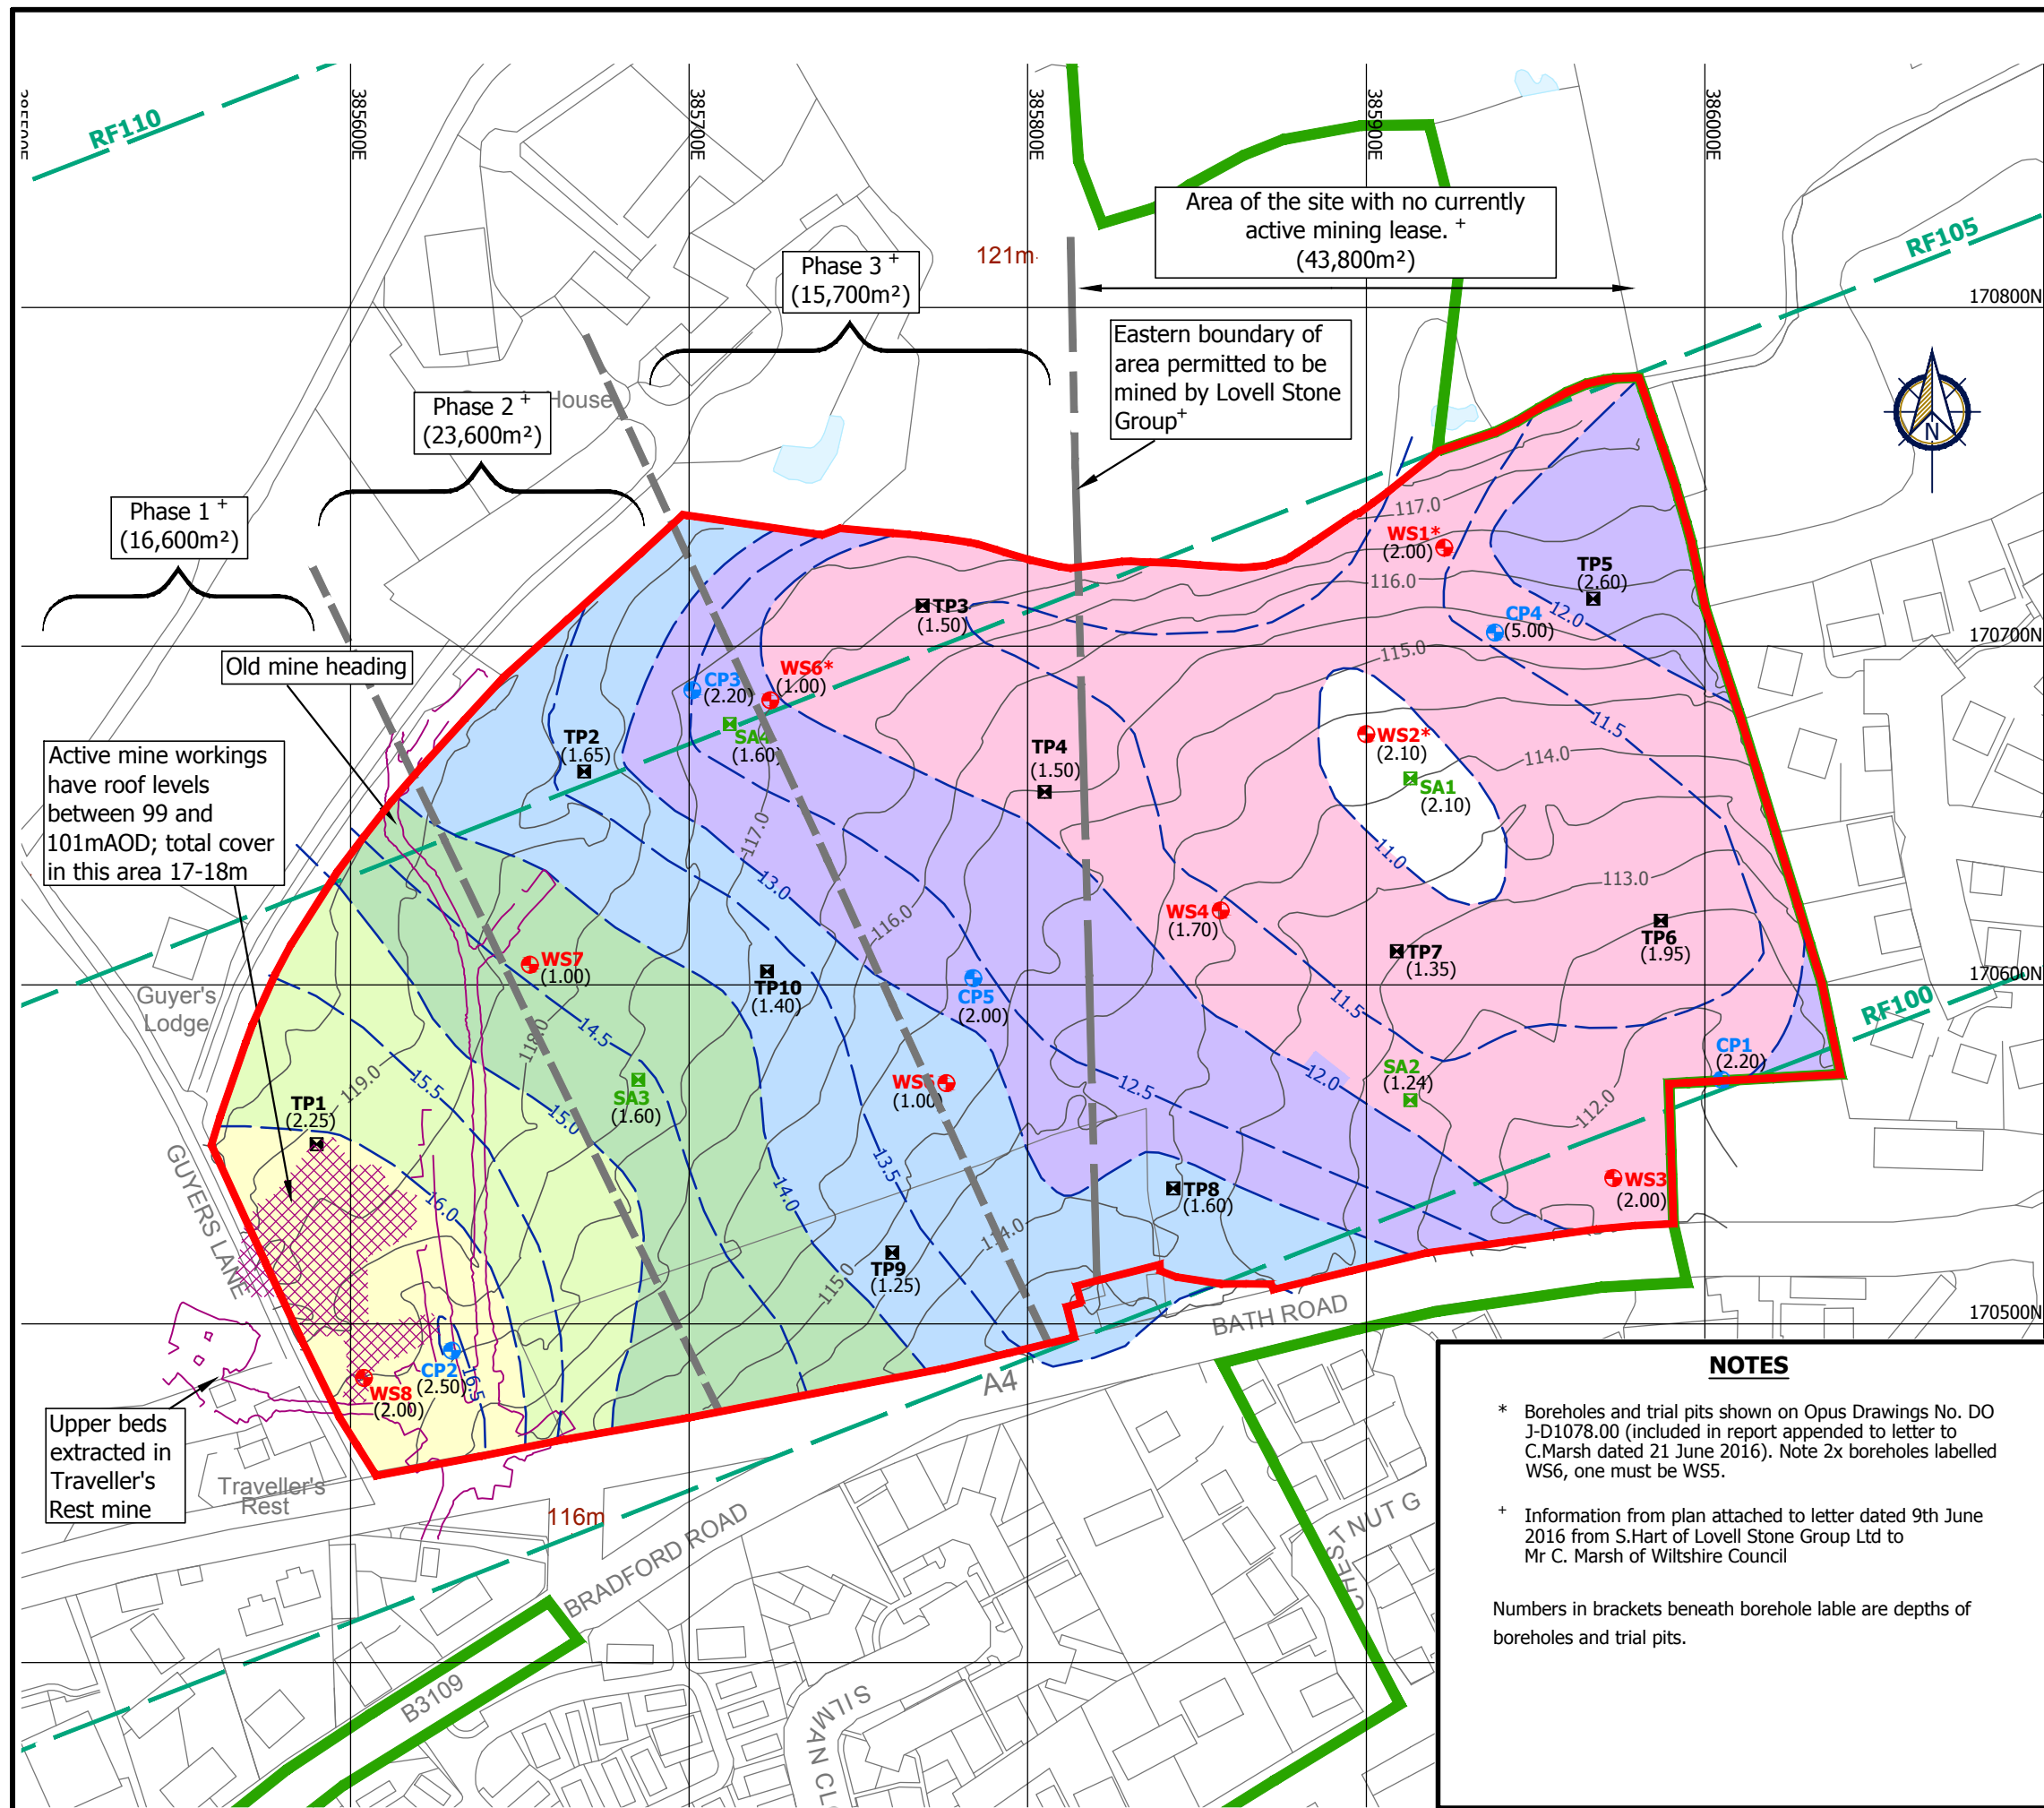 385600E
385700E
385800E
385900E
386000E
RF110
RF105
Area of the site with no currently
active mining lease. +
(43,800m²)
121m
Phase 3 +
(15,700m²)
170800N
Eastern boundary of
area permitted to be
mined by Lovell Stone
Group+
House
Phase 2 +
(23,600m²)
N
Phase 1 +
(16,600m²)
117.0
WS1*
(2.00)
TP5
(2.60)
116.0
12.0
CP4
(5.00)
TP3
(1.50)
170700N
115.0
Old mine heading
WS6*
(1.00)
CP3
(2.20)
SA4
(1.60)
11.5
TP2
(1.65)
WS2*
(2.10)
TP4
(1.50)
114.0
SA1
(2.10)
Active mine workings
have roof levels
between 99 and
101mAOD; total cover
in this area 17-18m
117.0
11.0
13.0
113.0
116.0
WS4
(1.70)
TP6
(1.95)
TP7
(1.35)
WS7
(1.00)
TP10
(1.40)
CP5
(2.00)
170600N
Guyer's
Lodge
RF100
11.5
118.0
14.5
CP1
(2.20)
12.0
SA2
(1.24)
12.5
WS5
(1.00)
15.5
119.0
SA3
(1.60)
15.0
TP1
(2.25)
112.0
13.5
14.0
TP8
(1.60)
WS3
(2.00)
16.0
GUYERS LANE
114.0
TP9
(1.25)
115.0
BATH ROAD
170500N
CP2
(2.50)
16.5
WS8
(2.00)
A4
Upper beds
extracted in
Traveller's
Rest mine
Traveller's
Rest
116m
BRADFORD ROAD
B3109
SILMAN CLO
CHESTNUT G
NOTES
* Boreholes and trial pits shown on Opus Drawings No. DO
J-D1078.00 (included in report appended to letter to
C.Marsh dated 21 June 2016). Note 2x boreholes labelled
WS6, one must be WS5.
+ Information from plan attached to letter dated 9th June
2016 from S.Hart of Lovell Stone Group Ltd to
Mr C. Marsh of Wiltshire Council
Numbers in brackets beneath borehole lable are depths of
boreholes and trial pits.